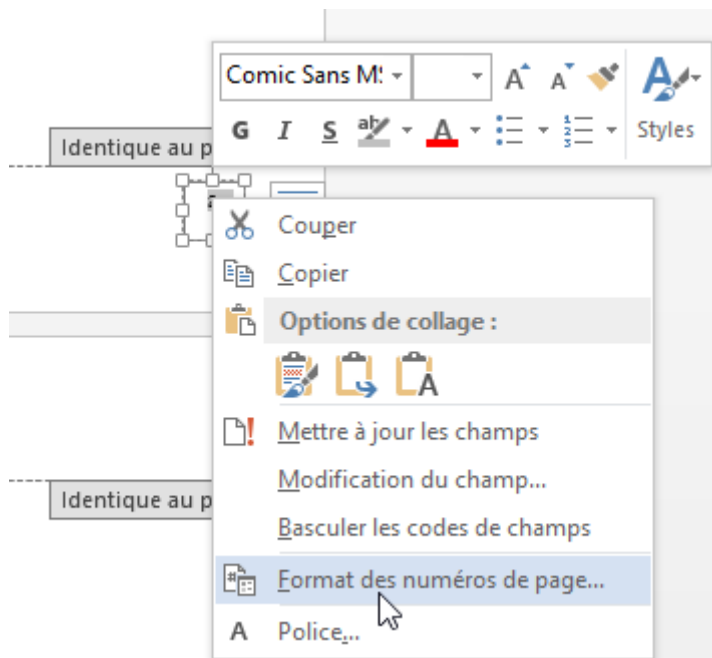 Comic Sans M!
G I S ab A Styles
Identique au p
Couper
Copier
Options de collage :
Mettre à jour les champs
Modification du champ...
Basculer les codes de champs
Identique au p
Format des numéros de page...
Police...